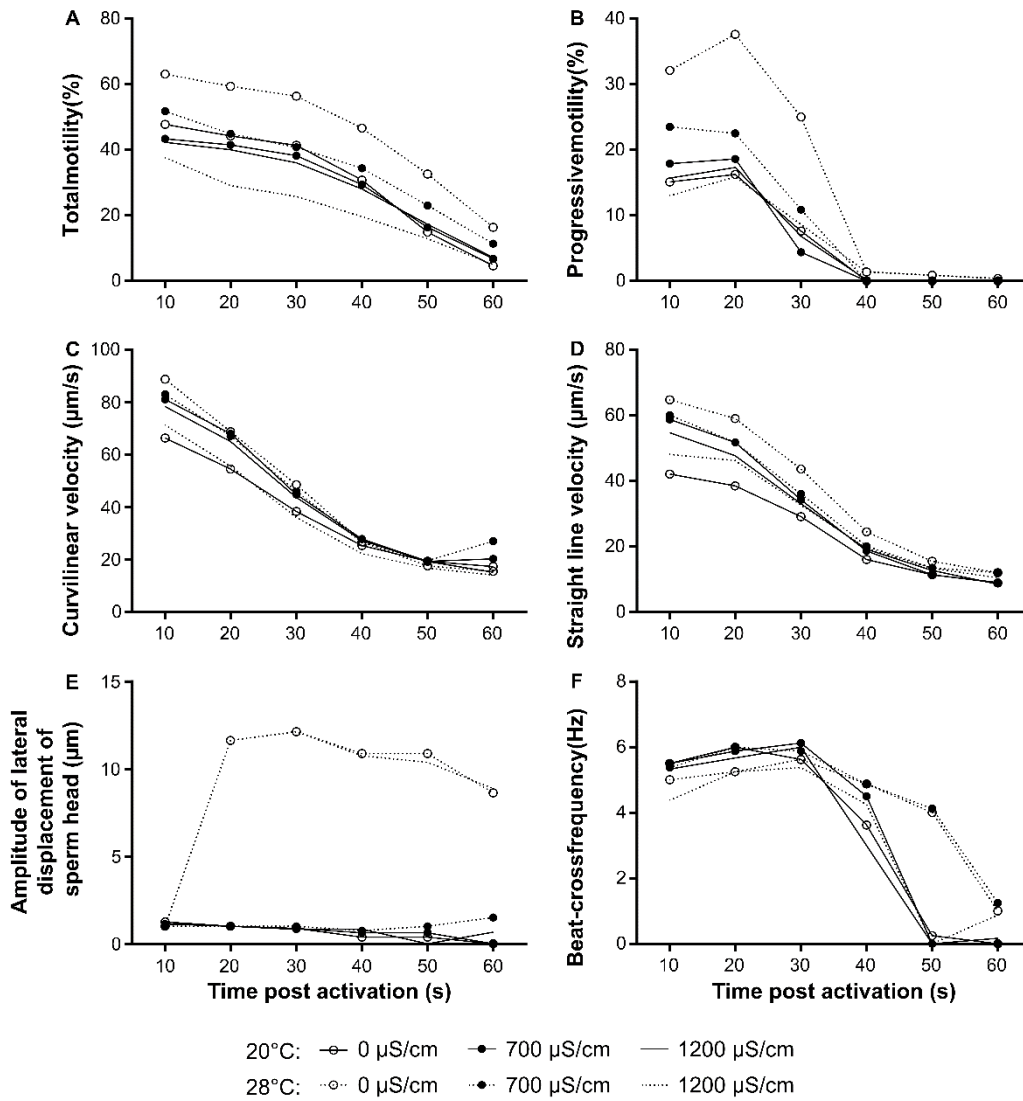 A
B
Totalmotility(%)
80
60
40
20
0
10 20 30 40 50 60
Progressivemotility(%)
40
30
20
10
0
10 20 30 40 50 60
C
D
Curvilinear velocity (µm/s)
100
80
60
40
20
0
10 20 30 40 50 60
Straight line velocity (µm/s)
80
60
40
20
0
10 20 30 40 50 60
E
F
Amplitude of lateral
displacement of
sperm head (µm)
15
10
5
0
10 20 30 40 50 60
Time post activation (s)
Beat-crossfrequency(Hz)
8
6
4
2
0
10 20 30 40 50 60
Time post activation (s)
20°C: 0 µS/cm 700 µS/cm 1200 µS/cm
28°C: 0 µS/cm 700 µS/cm 1200 µS/cm